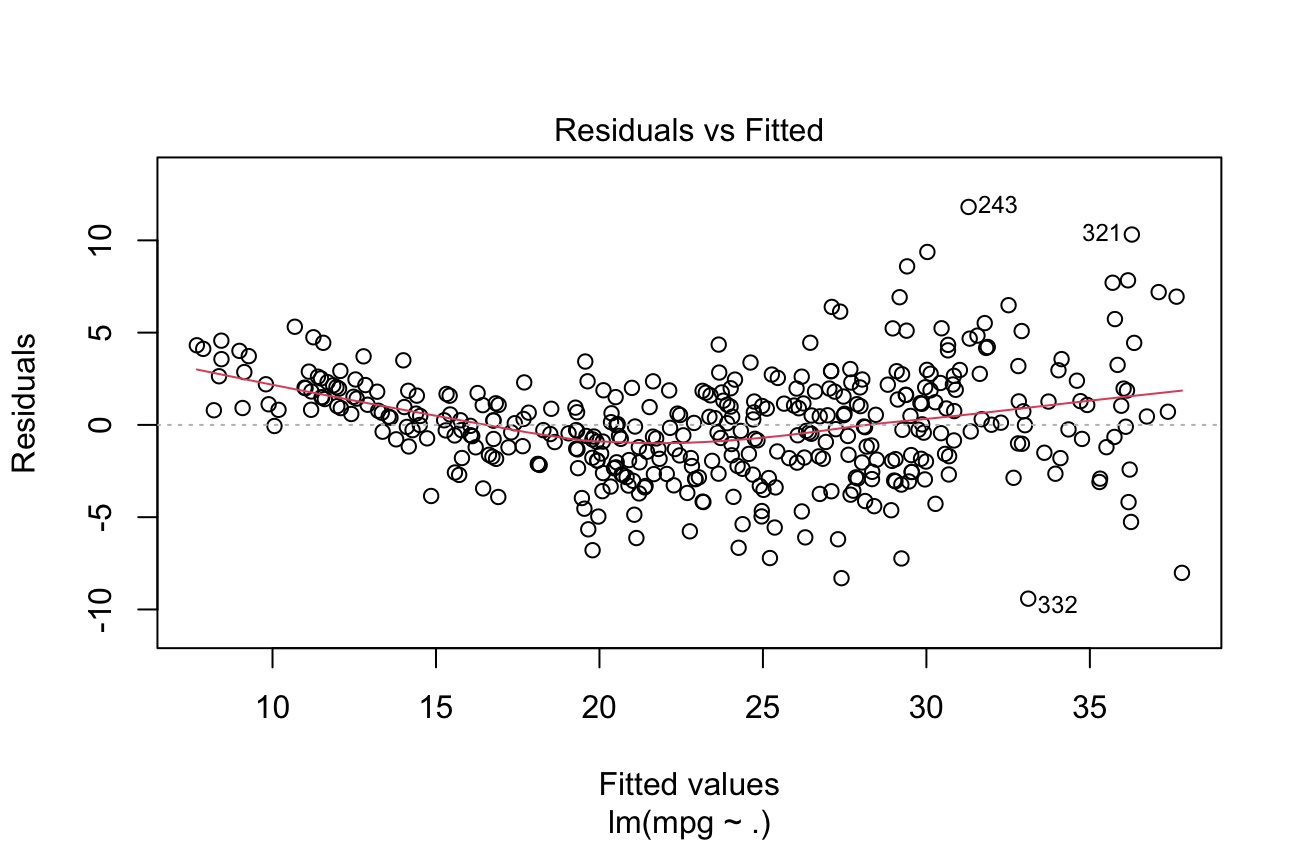 Residuals vs Fitted
Residuals
10
5
0
-5
-10
243
321
332
10 15 20 25 30 35
Fitted values
lm(mpg ~ .)